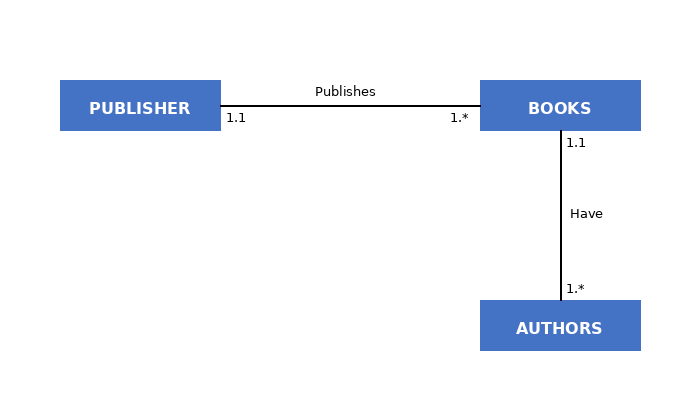 Publishes
PUBLISHER
BOOKS
1.1
1.*
1.1
Have
1.*
AUTHORS